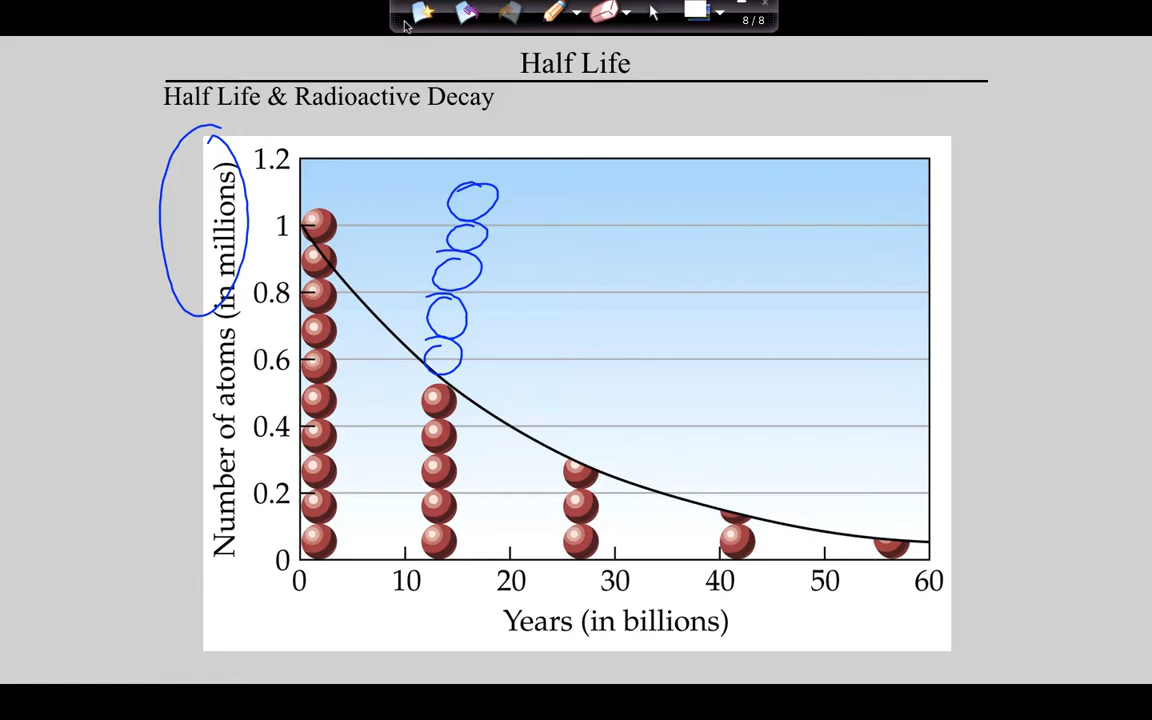 8 / 8
Half Life
Half Life & Radioactive Decay
Number of atoms (in millions)
1.2
1
0.8
0.6
0.4
0.2
0
0 10 20 30 40 50 60
Years (in billions)